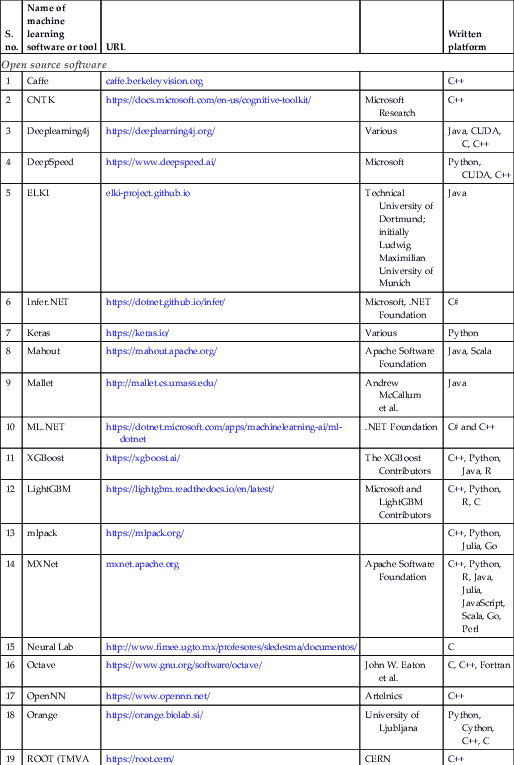 S. no. Name of machine learning software or tool URL Written platform
Open source software
1 Caffe caffe.berkeleyvision.org C++
2 CNTK https://docs.microsoft.com/en-us/cognitive-toolkit/ Microsoft Research C++
3 Deeplearning4j https://deeplearning4j.org/ Various Java, CUDA, C, C++
4 DeepSpeed https://www.deepspeed.ai/ Microsoft Python, CUDA, C++
5 ELKI elki-project.github.io Technical University of Dortmund; initially Ludwig Maximilian University of Munich Java
6 Infer.NET https://dotnet.github.io/infer/ Microsoft, .NET Foundation C#
7 Keras https://keras.io/ Various Python
8 Mahout https://mahout.apache.org/ Apache Software Foundation Java, Scala
9 Mallet http://mallet.cs.umass.edu/ Andrew McCallum et al. Java
10 ML.NET https://dotnet.microsoft.com/apps/machinelearning-ai/ml-dotnet .NET Foundation C# and C++
11 XGBoost https://xgboost.ai/ The XGBoost Contributors C++, Python, Java, R
12 LightGBM https://lightgbm.readthedocs.io/en/latest/ Microsoft and LightGBM Contributors C++, Python, R, C
13 mlpack https://mlpack.org/ C++, Python, Julia, Go
14 MXNet mxnet.apache.org Apache Software Foundation C++, Python, R, Java, Julia, JavaScript, Scala, Go, Perl
15 Neural Lab http://www.fimee.ugto.mx/profesores/sledesma/documentos/ C
16 Octave https://www.gnu.org/software/octave/ John W. Eaton et al. C, C++, Fortran
17 OpenNN https://www.opennn.net/ Artelnics C++
18 Orange https://orange.biolab.si/ University of Ljubljana Python, Cython, C++, C
19 ROOT (TMVA https://root.cern/ CERN C++